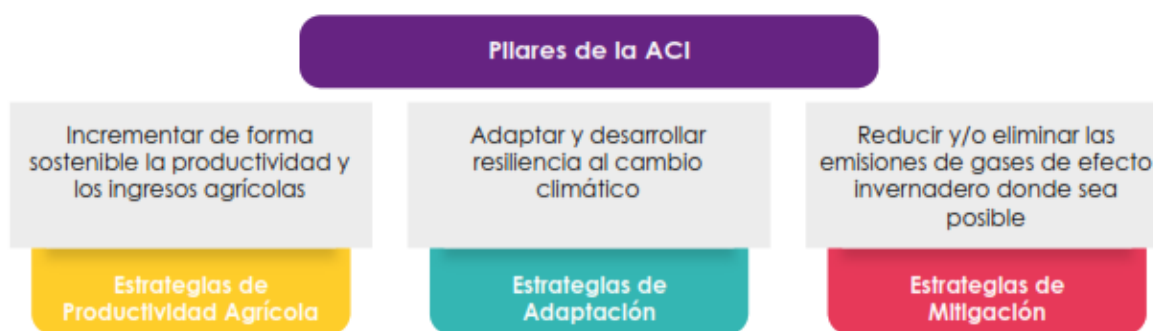 Pilares de la ACI
Incrementar de forma
sostenible la productividad y
los ingresos agrícolas
Adaptar y desarrollar
resiliencia al cambio
climático
Reducir y/o eliminar las
emisiones de gases de efecto
invernadero donde sea
posible
Estrategias de
Productividad Agrícola
Estrategias de
Adaptación
Estrategias de
Mitigación